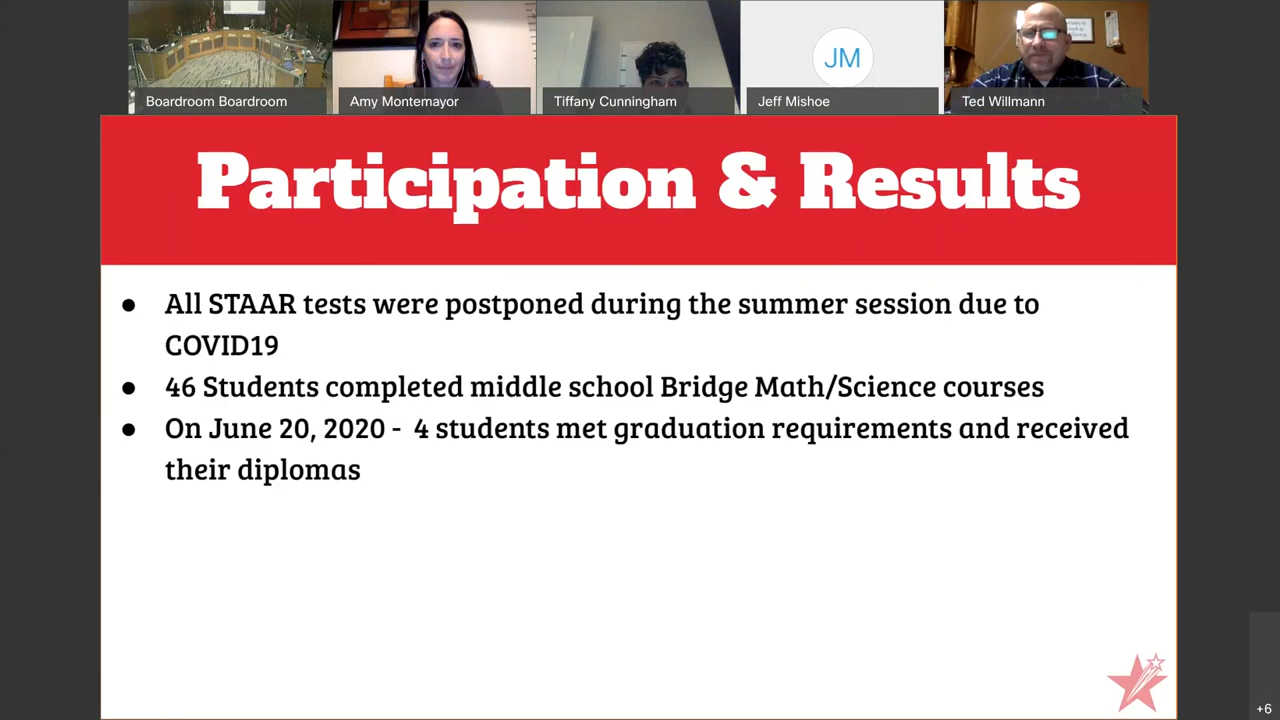 Boardroom Boardroom
Amy Montemayor
Tiffany Cunningham
JM
Jeff Mishoe
Ted Willmann
Participation & Results
● All STAAR tests were postponed during the summer session due to
COVID19
● 46 Students completed middle school Bridge Math/Science courses
● On June 20, 2020 - 4 students met graduation requirements and received
their diplomas
+6